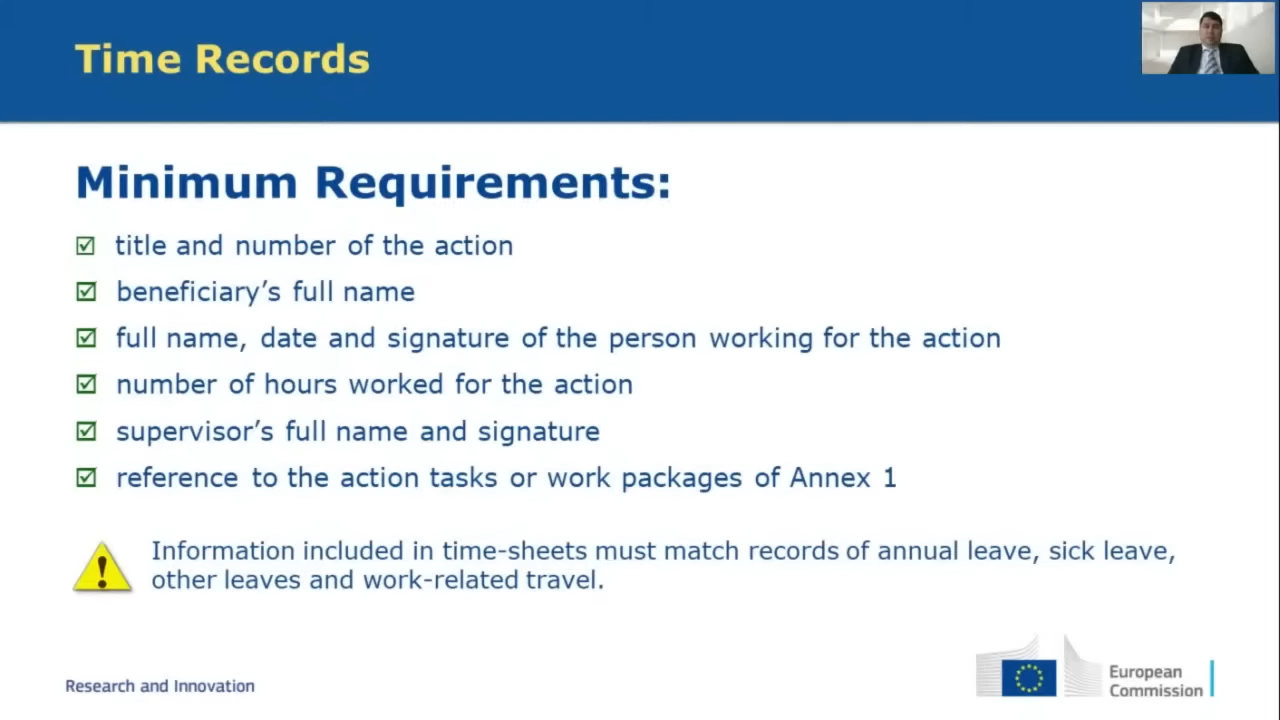 Time Records
Minimum Requirements:
title and number of the action
beneficiary’s full name
full name, date and signature of the person working for the action
number of hours worked for the action
supervisor’s full name and signature
reference to the action tasks or work packages of Annex 1
Information included in time-sheets must match records of annual leave, sick leave,
other leaves and work-related travel.
Research and Innovation
European
Commission